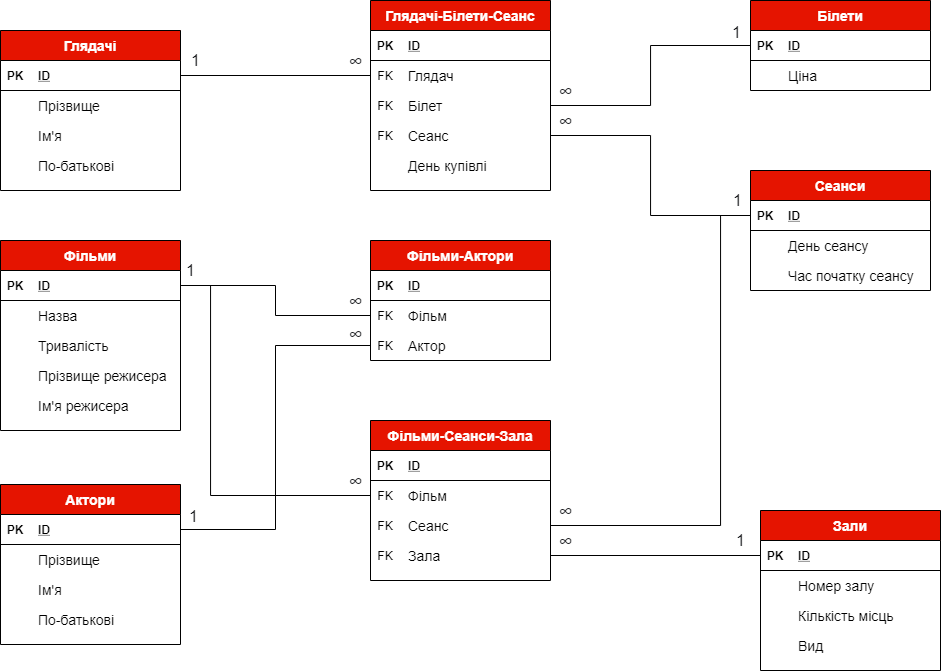 Глядачі
PK ID
Прізвище
Ім'я
По-батькові
1
∞
Глядачі-Білети-Сеанс
PK ID
FK Глядач
FK Білет
FK Сеанс
День купівлі
∞
∞
1
Білети
PK ID
Ціна
1
Сеанси
PK ID
День сеансу
Час початку сеансу
Фільми
PK ID
Назва
Тривалість
Прізвище режисера
Ім'я режисера
1
∞
∞
Фільми-Актори
PK ID
FK Фільм
FK Актор
Актори
PK ID
Прізвище
Ім'я
По-батькові
1
∞
Фільми-Сеанси-Зала
PK ID
FK Фільм
FK Сеанс
FK Зала
∞
∞
1
Зали
PK ID
Номер залу
Кількість місць
Вид